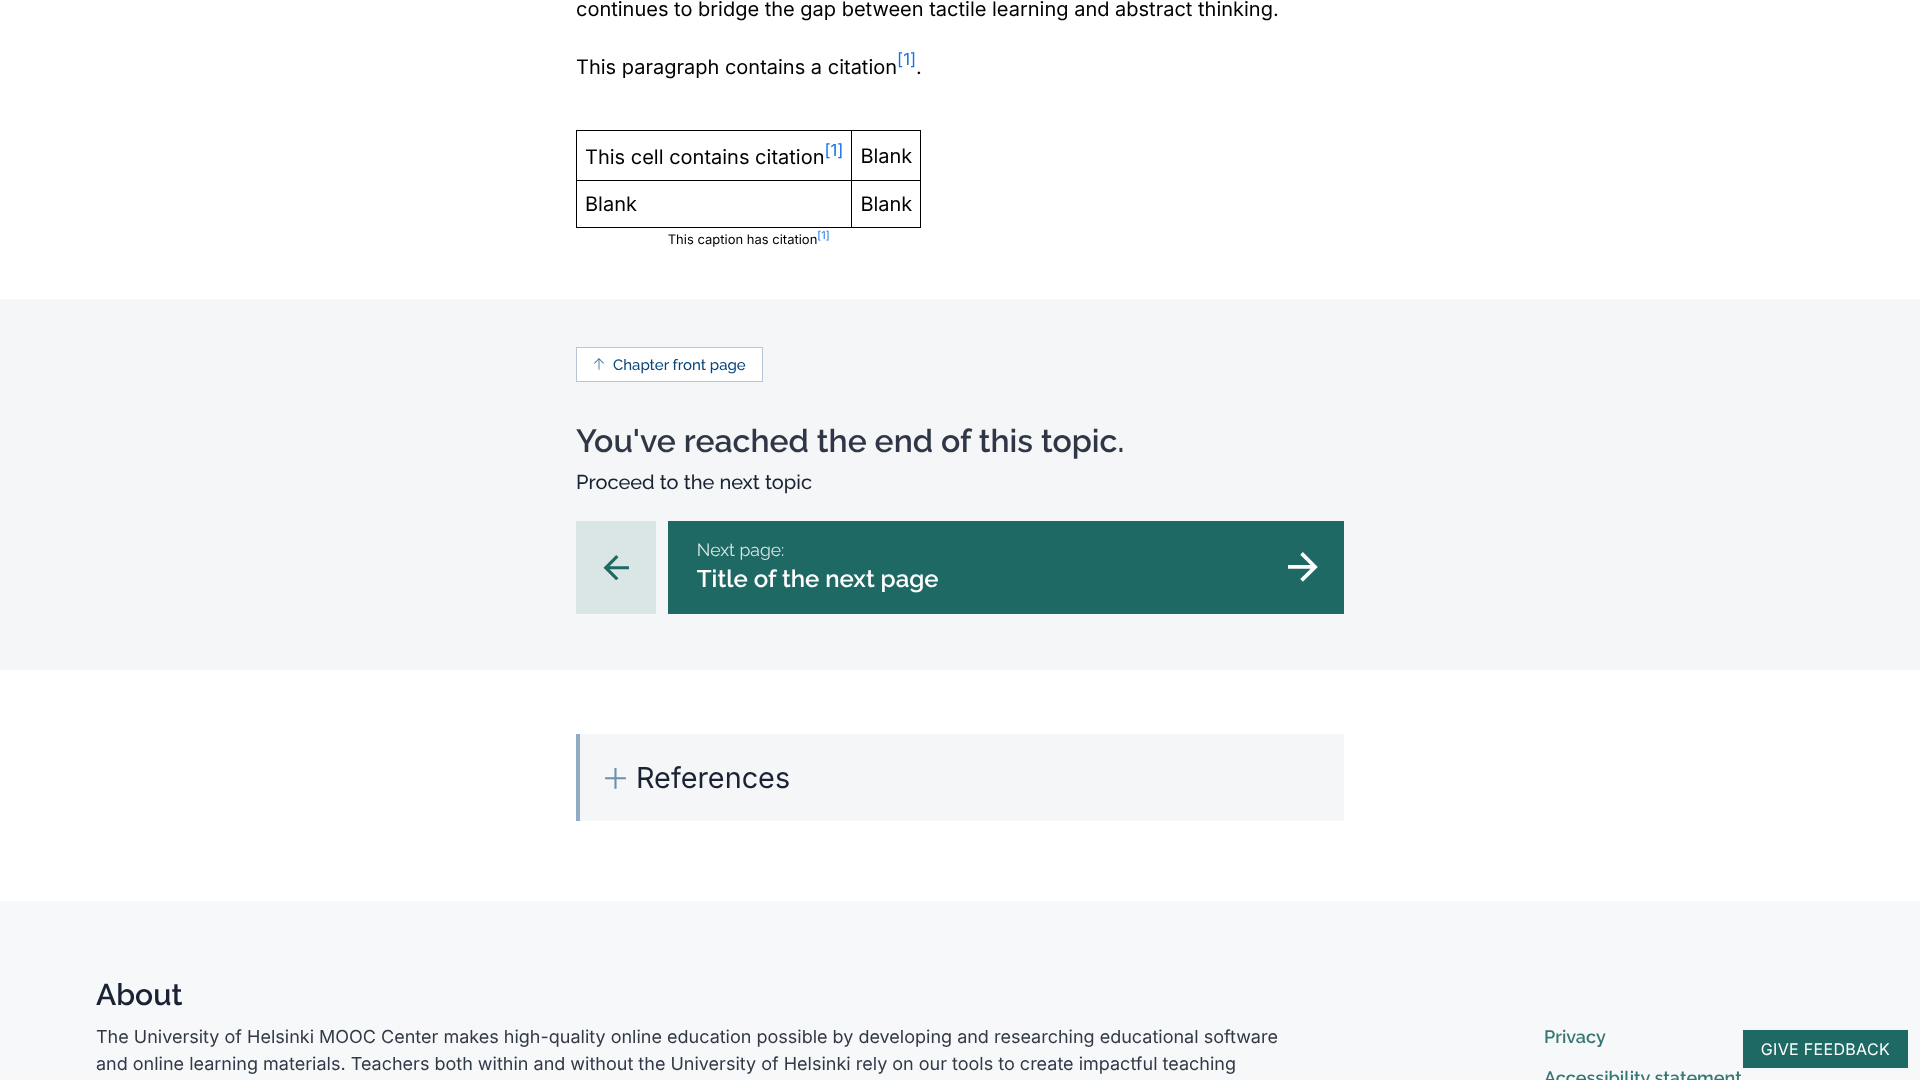 continues to bridge the gap between tactile learning and abstract thinking.
This paragraph contains a citation[1].
This cell contains citation[1] Blank
Blank Blank
This caption has citation[1]
Chapter front page
You've reached the end of this topic.
Proceed to the next topic
Next page:
Title of the next page
References
About
The University of Helsinki MOOC Center makes high-quality online education possible by developing and researching educational software
and online learning materials. Teachers both within and without the University of Helsinki rely on our tools to create impactful teaching
Privacy
Accessibility statement
GIVE FEEDBACK